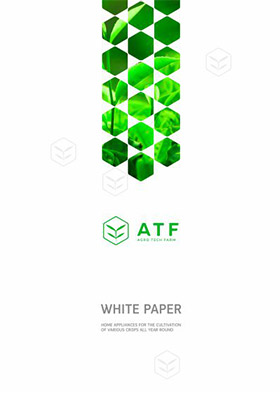 ATF
AGRO TECH FARM
WHITE PAPER
HOME APPLIANCES FOR THE CULTIVATION
OF VARIOUS CROPS ALL YEAR ROUND